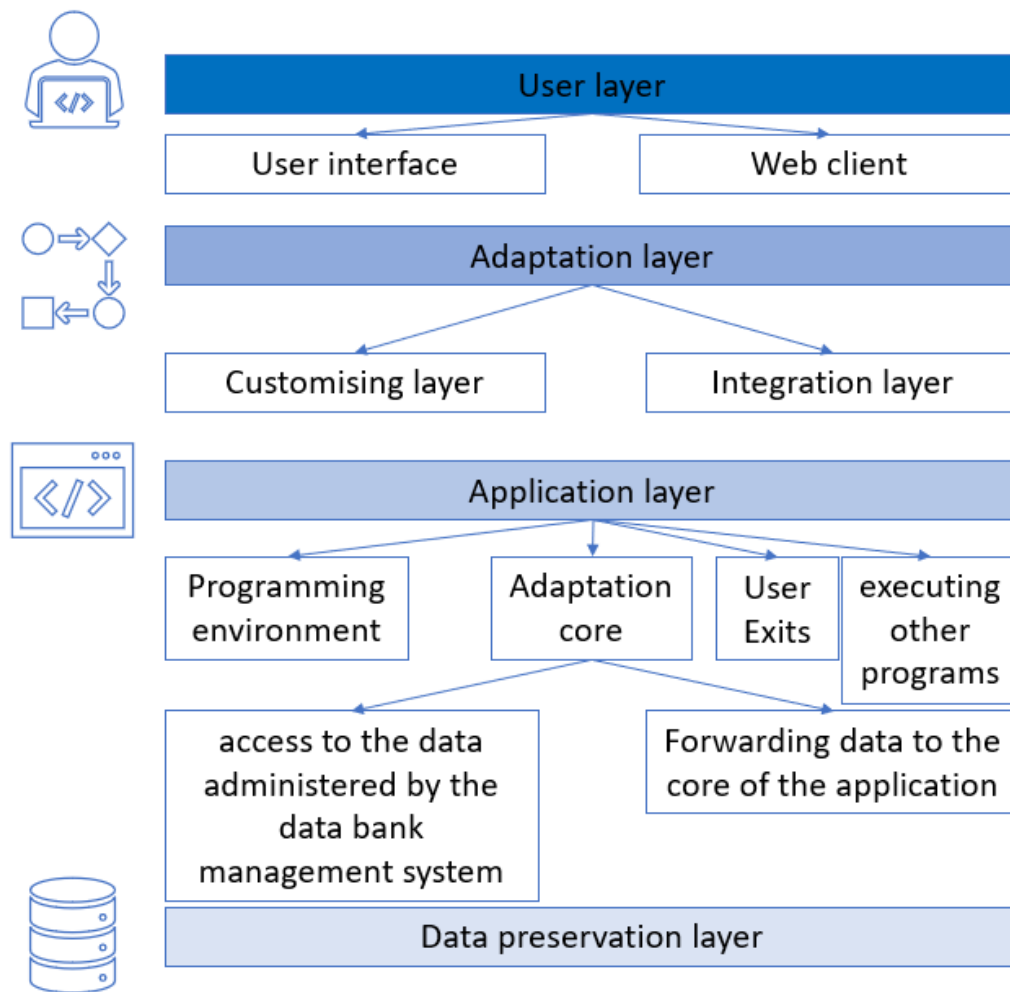 User layer
User interface
Web client
Adaptation layer
Customising layer
Integration layer
</>
Application layer
Programming
environment
Adaptation
core
User
Exits
executing
other
programs
access to the data
administered by the
data bank
management system
Forwarding data to the
core of the application
Data preservation layer